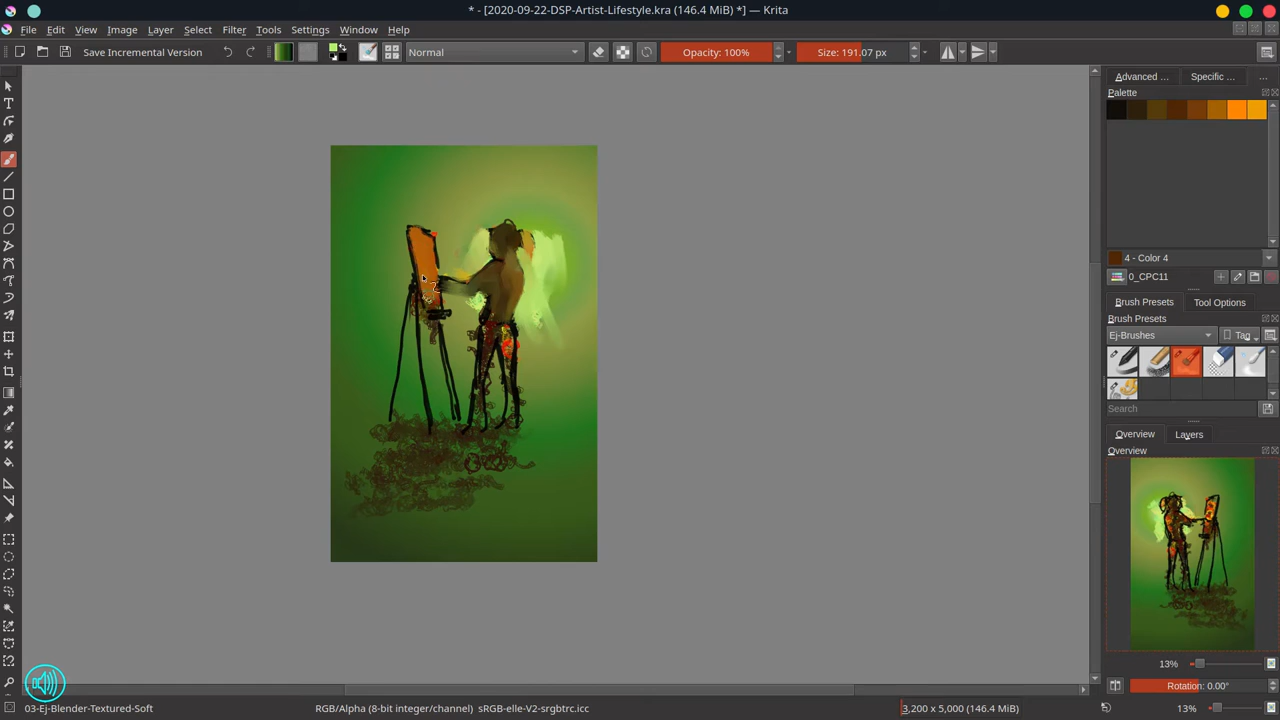 * - [2020-09-22-DSP-Artist-Lifestyle.kra (146.4 MiB) *] — Krita
File Edit View Image Layer Select Filter Tools Settings Window Help
Save Incremental Version Normal Opacity: 100% Size: 191.07 px
Advanced ... Specific ... ...
Palette
4 - Color 4
0_CPC11
Brush Presets Tool Options
Brush Presets
Ej-Brushes Tag
Search
Overview Layers
Overview
13%
Rotation: 0.00°
03-Ej-Blender-Textured-Soft RGB/Alpha (8-bit integer/channel) sRGB-elle-V2-srgbtrc.icc 3,200 x 5,000 (146.4 MiB) 13%